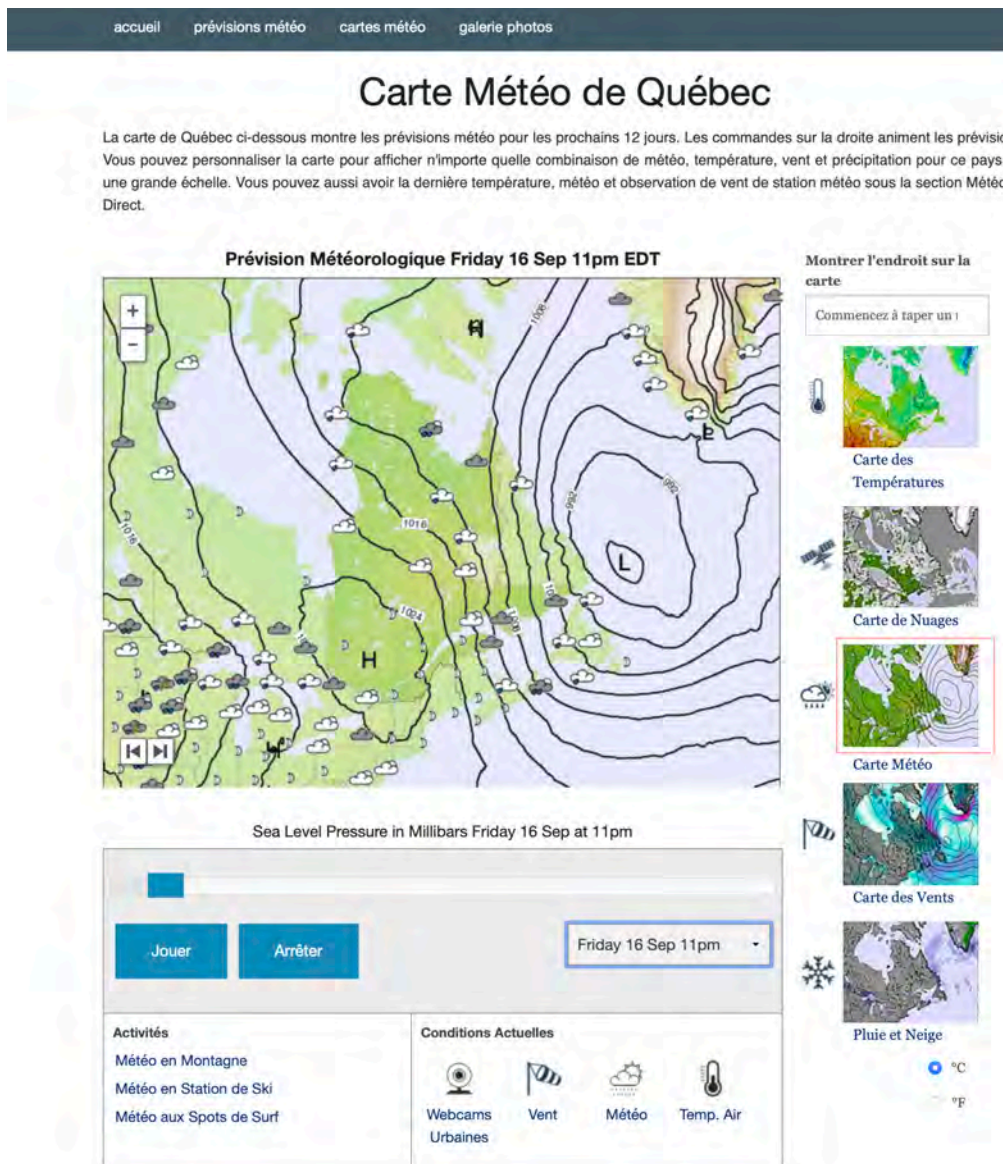 accueil prévisions météo cartes météo galerie photos
Carte Météo de Québec
La carte de Québec ci-dessous montre les prévisions météo pour les prochains 12 jours. Les commandes sur la droite animent les prévisio
Vous pouvez personnaliser la carte pour afficher n'importe quelle combinaison de météo, température, vent et précipitation pour ce pays
une grande échelle. Vous pouvez aussi avoir la dernière température, météo et observation de vent de station météo sous la section Météo
Direct.
Prévision Météorologique Friday 16 Sep 11pm EDT
Montrer l'endroit sur la
carte
Commencez à taper un
+
−
H
1008
L
992
992
1016
1016
L
1024
H
Carte des
Températures
Carte de Nuages
Carte Météo
Carte des Vents
Pluie et Neige
°C
°F
Sea Level Pressure in Millibars Friday 16 Sep at 11pm
Jouer Arrêter Friday 16 Sep 11pm
Activités
Météo en Montagne
Météo en Station de Ski
Météo aux Spots de Surf
Conditions Actuelles
Webcams Vent Météo Temp. Air
Urbaines